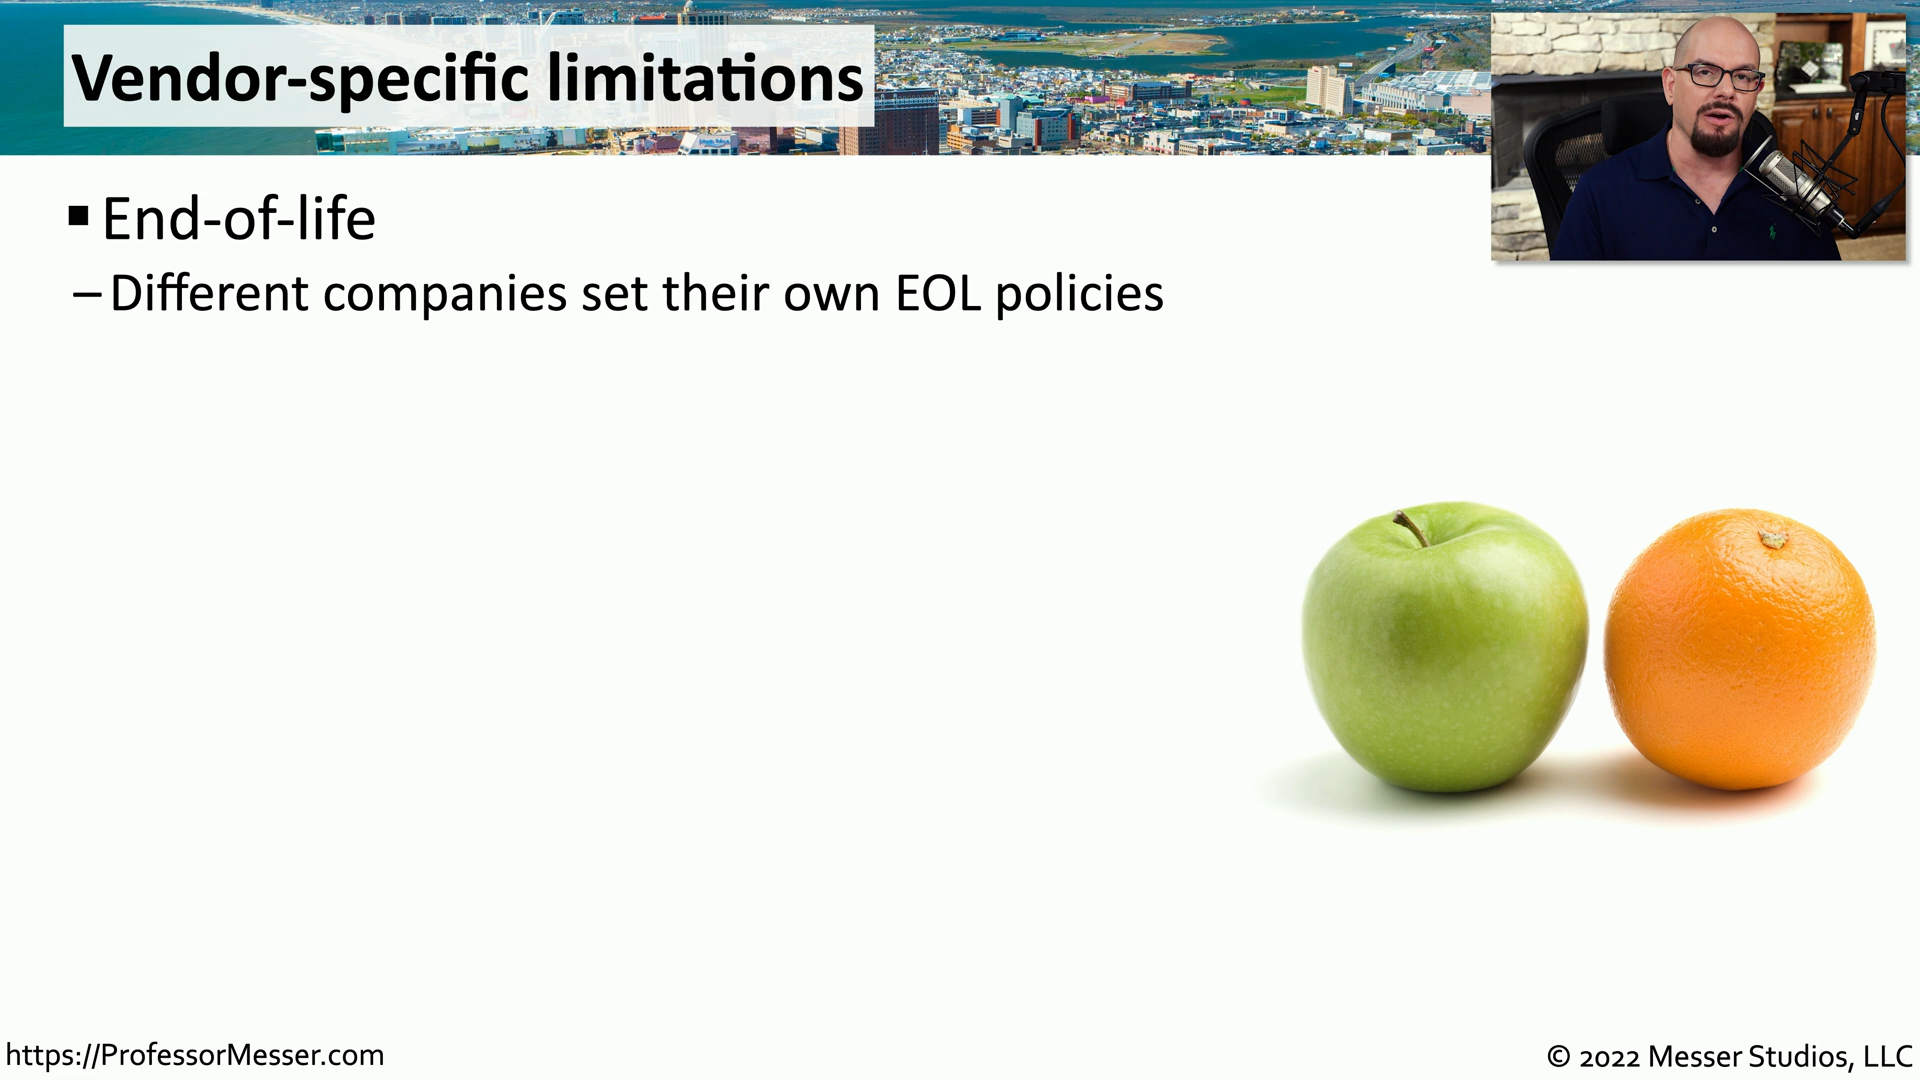 Vendor-specific limitations
▪ End-of-life
– Different companies set their own EOL policies
https://ProfessorMesser.com
© 2022 Messer Studios, LLC